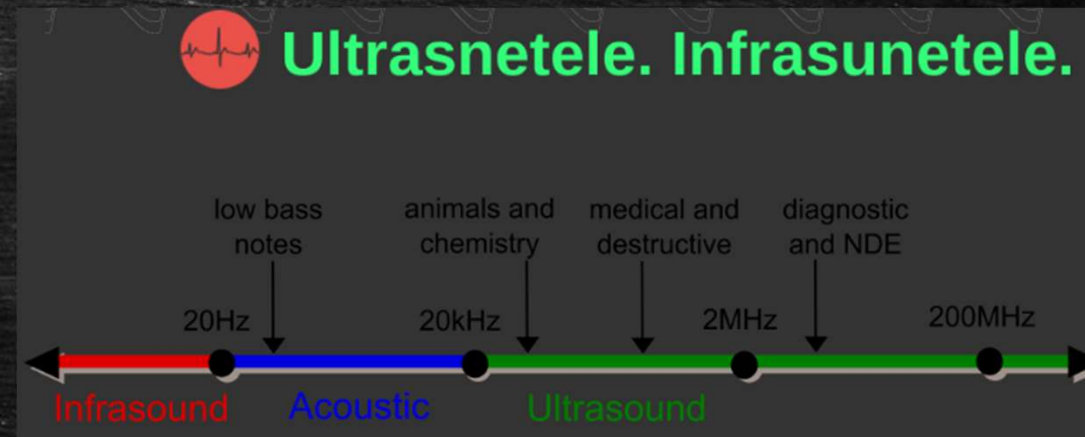 Ultrasnetele. Infrasunetele.
low bass
notes
animals and
chemistry
medical and
destructive
diagnostic
and NDE
20Hz
20kHz
2MHz
200MHz
Infrasound
Acoustic
Ultrasound